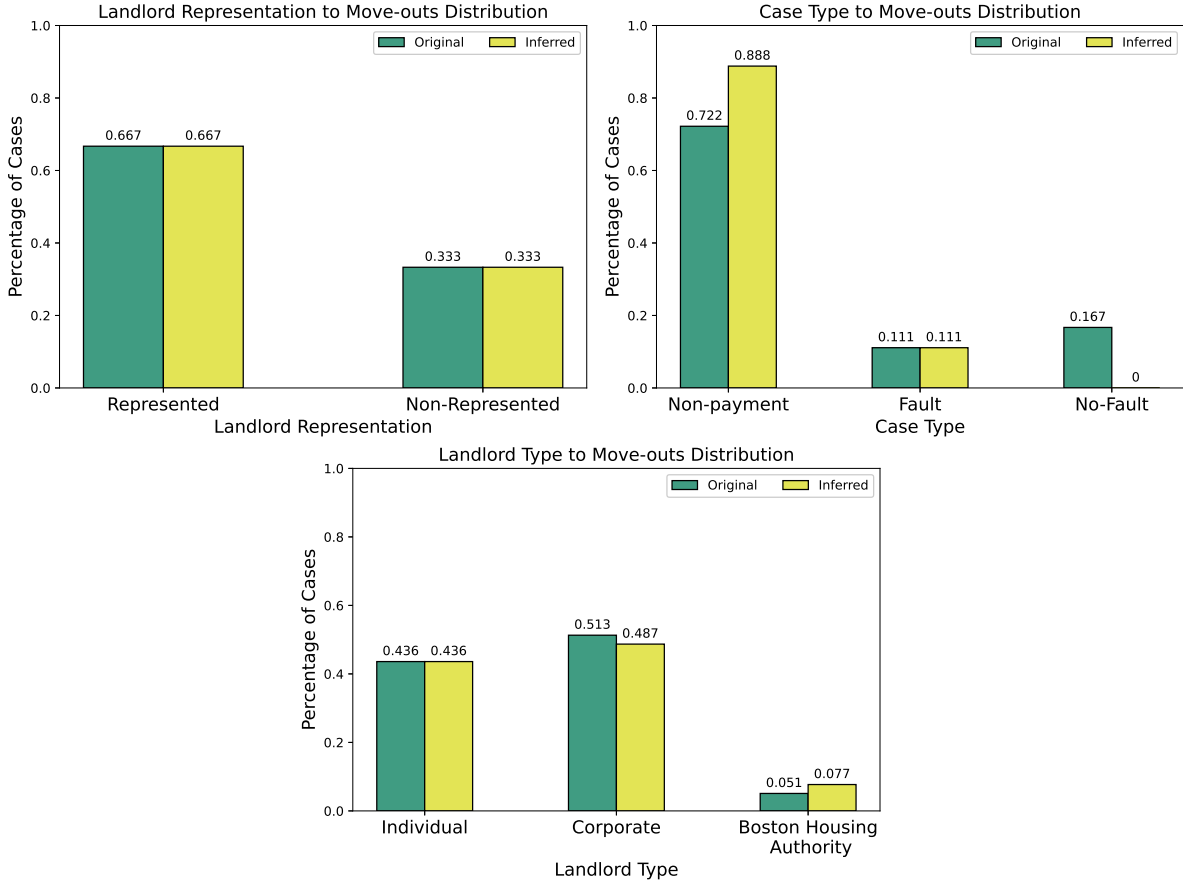 Landlord Representation to Move-outs Distribution
Percentage of Cases
1.0
0.8
0.6
0.4
0.2
0.0
Original Inferred
0.667 0.667
0.333 0.333
Represented Non-Represented
Landlord Representation
Case Type to Move-outs Distribution
Percentage of Cases
1.0
0.8
0.6
0.4
0.2
0.0
Original Inferred
0.722 0.888
0.111 0.111
0.167 0
Non-payment Fault No-Fault
Case Type
Landlord Type to Move-outs Distribution
Percentage of Cases
1.0
0.8
0.6
0.4
0.2
0.0
Original Inferred
0.436 0.436
0.513 0.487
0.051 0.077
Individual Corporate Boston Housing
Authority
Landlord Type